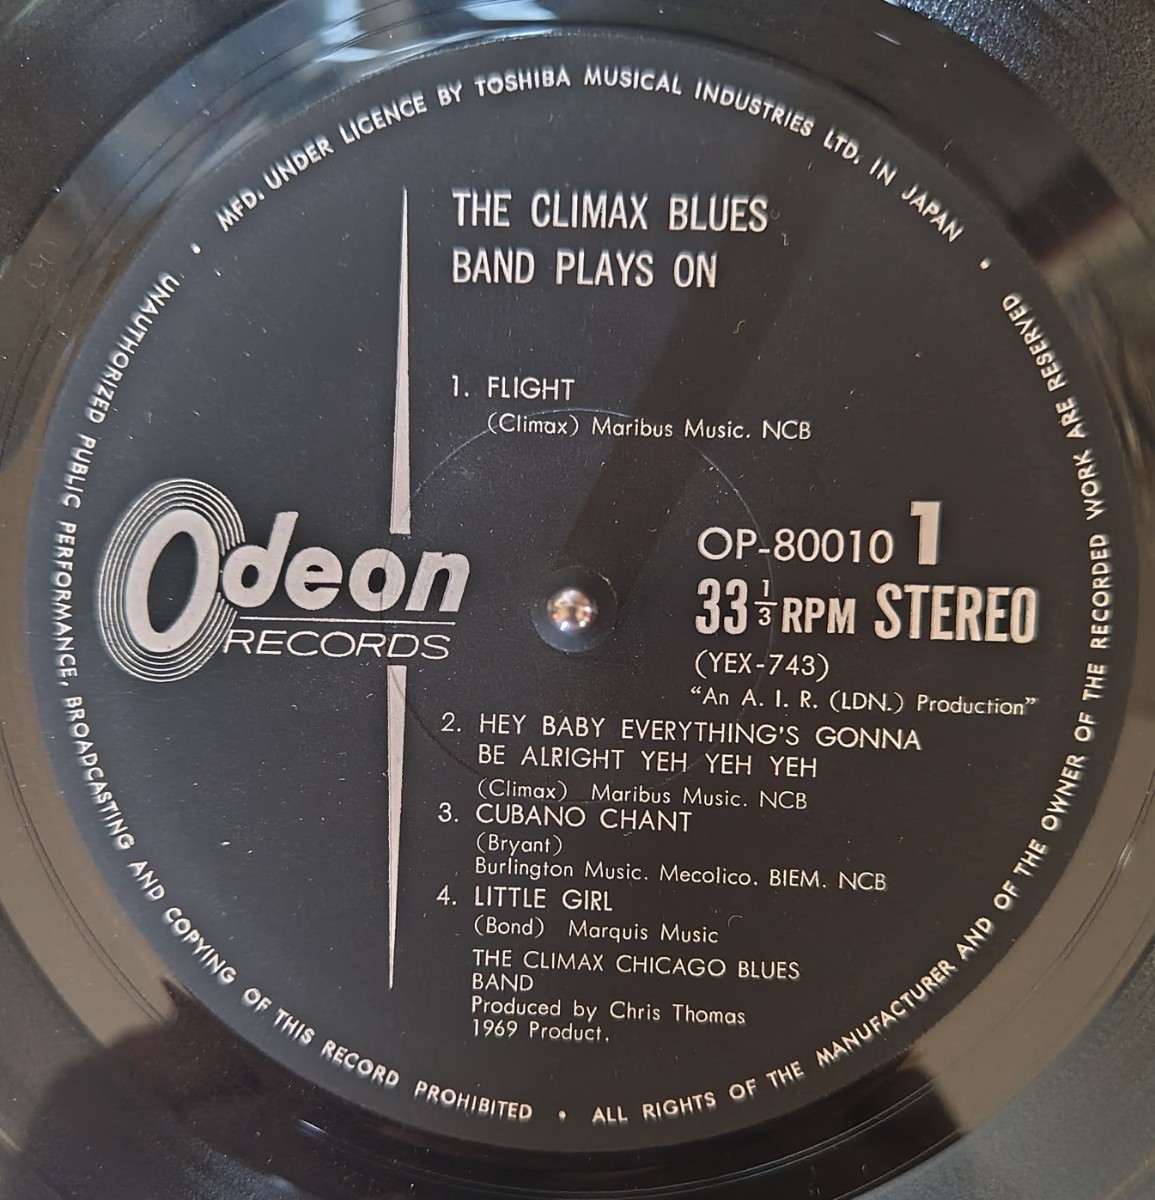 MFD. UNDER LICENCE BY TOSHIBA MUSICAL INDUSTRIES LTD. IN JAPAN •
THE CLIMAX BLUES
BAND PLAYS ON
1. FLIGHT
(Climax) Maribus Music. NCB
Odeon
RECORDS
OP-80010 1
33 1/3 RPM STEREO
(YEX-743)
"An A. I. R. (LDN.) Production"
2. HEY BABY EVERYTHING'S GONNA
BE ALRIGHT YEH YEH YEH
(Climax) Maribus Music. NCB
3. CUBANO CHANT
(Bryant)
Burlington Music. Mecolico. BIEM. NCB
4. LITTLE GIRL
(Bond) Marquis Music
THE CLIMAX CHICAGO BLUES
BAND
Produced by Chris Thomas
1969 Product.
ALL RIGHTS OF THE MANUFACTURER AND OF THE OWNER OF THE RECORDED WORK ARE RESERVED •
UNAUTHORIZED PUBLIC PERFORMANCE, BROADCASTING AND COPYING OF THIS RECORD PROHIBITED •